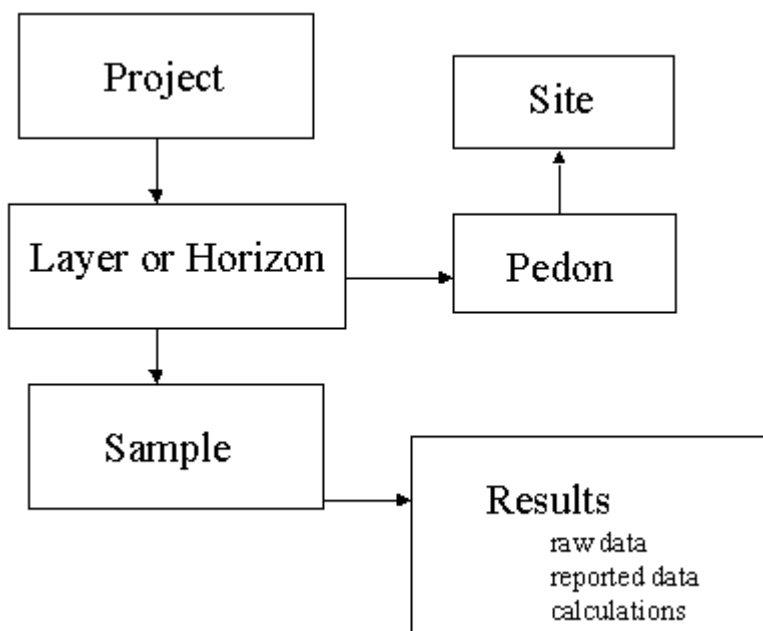 Project
Site
Layer or Horizon
Pedon
Sample
Results
raw data
reported data
calculations